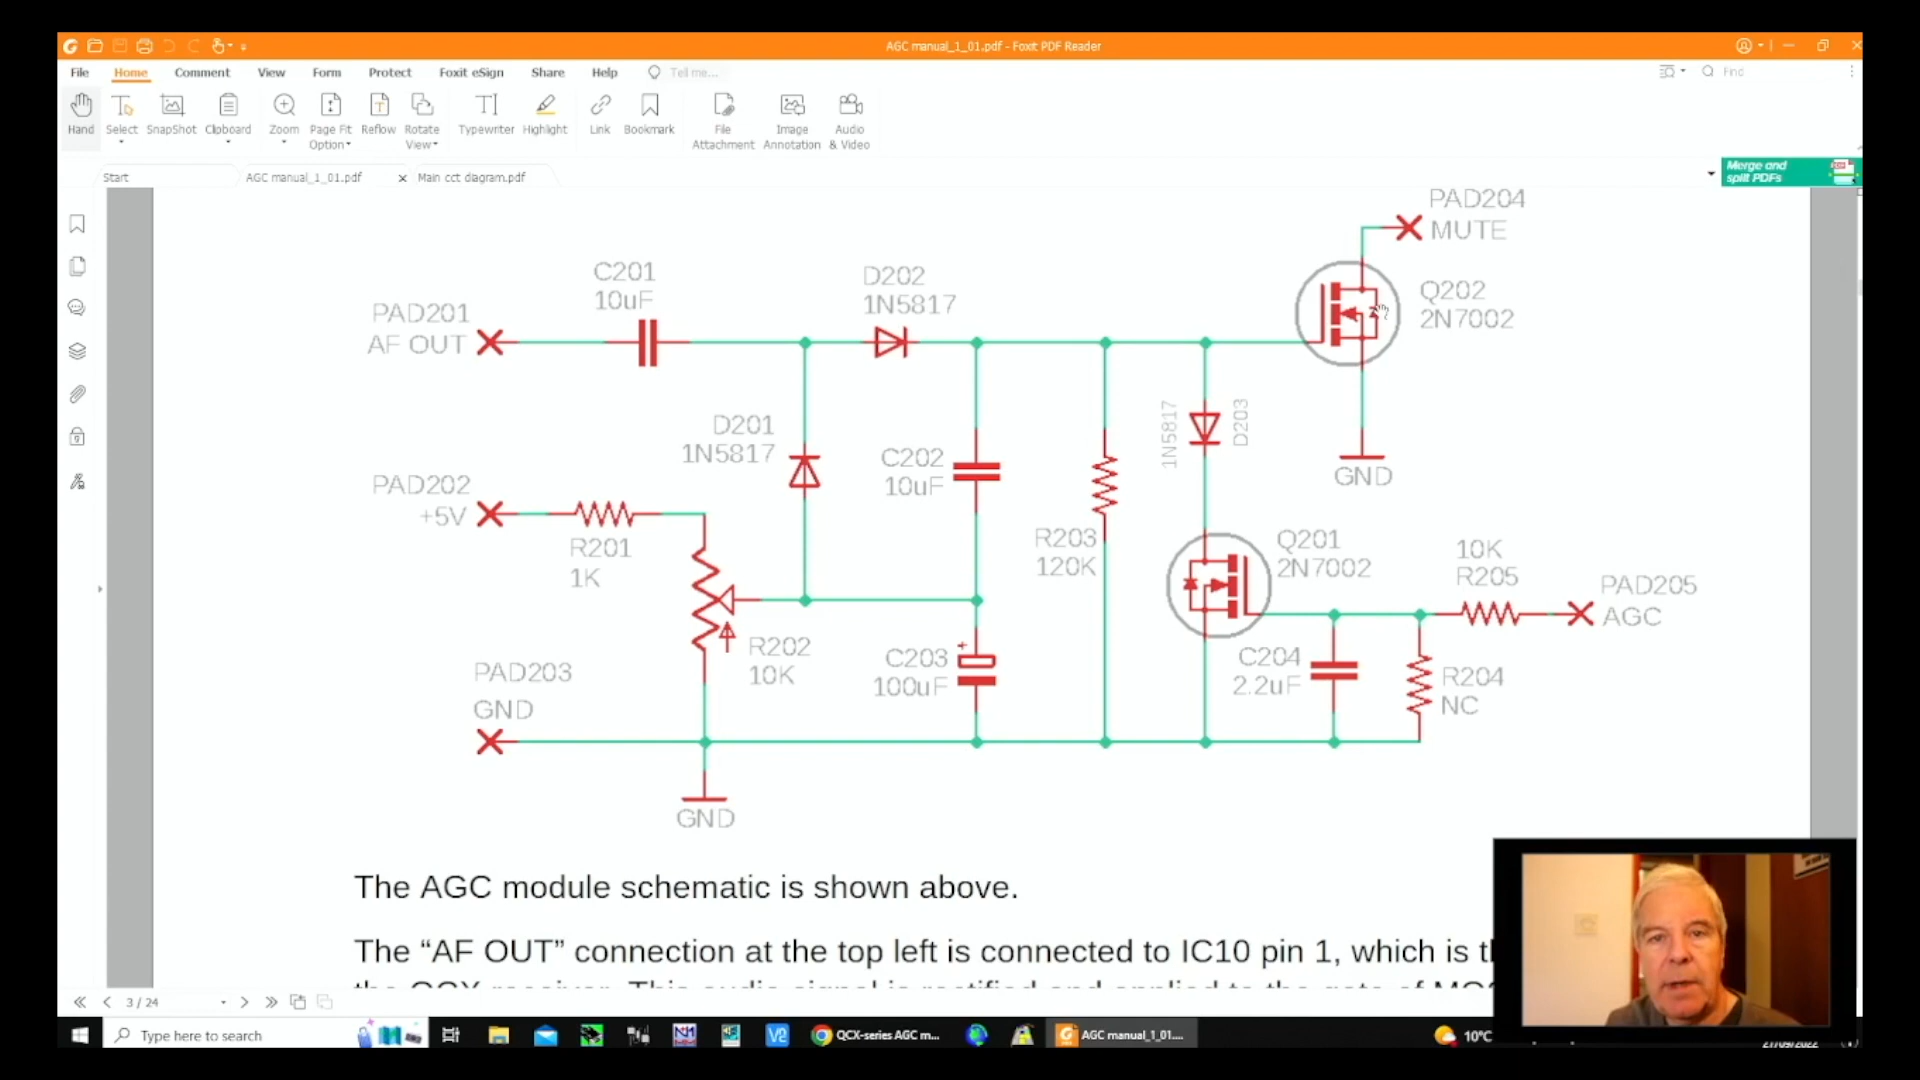 AGC manual_1_01.pdf - Foxit PDF Reader
File Home Comment View Form Protect Foxit eSign Share Help Tell me... Find
Hand Select SnapShot Clipboard Zoom Page Fit Option Reflow Rotate View Typewriter Highlight Link Bookmark File Attachment Image Annotation Audio & Video
Start AGC manual_1_01.pdf Main cct diagram.pdf
Merge and
split PDFs
PAD204
MUTE
C201
10uF
D202
1N5817
Q202
2N7002
PAD201
AF OUT
D201
1N5817
1N5817
D203
C202
10uF
GND
PAD202
+5V
R201
1K
R203
120K
Q201
2N7002
10K
R205
PAD205
AGC
R202
10K
C203
100uF
C204
2.2uF
R204
NC
PAD203
GND
GND
The AGC module schematic is shown above.
The “AF OUT” connection at the top left is connected to IC10 pin 1, which is
3 / 24
Type here to search
QCX-series AGC m...
AGC manual_1_01....
10°C